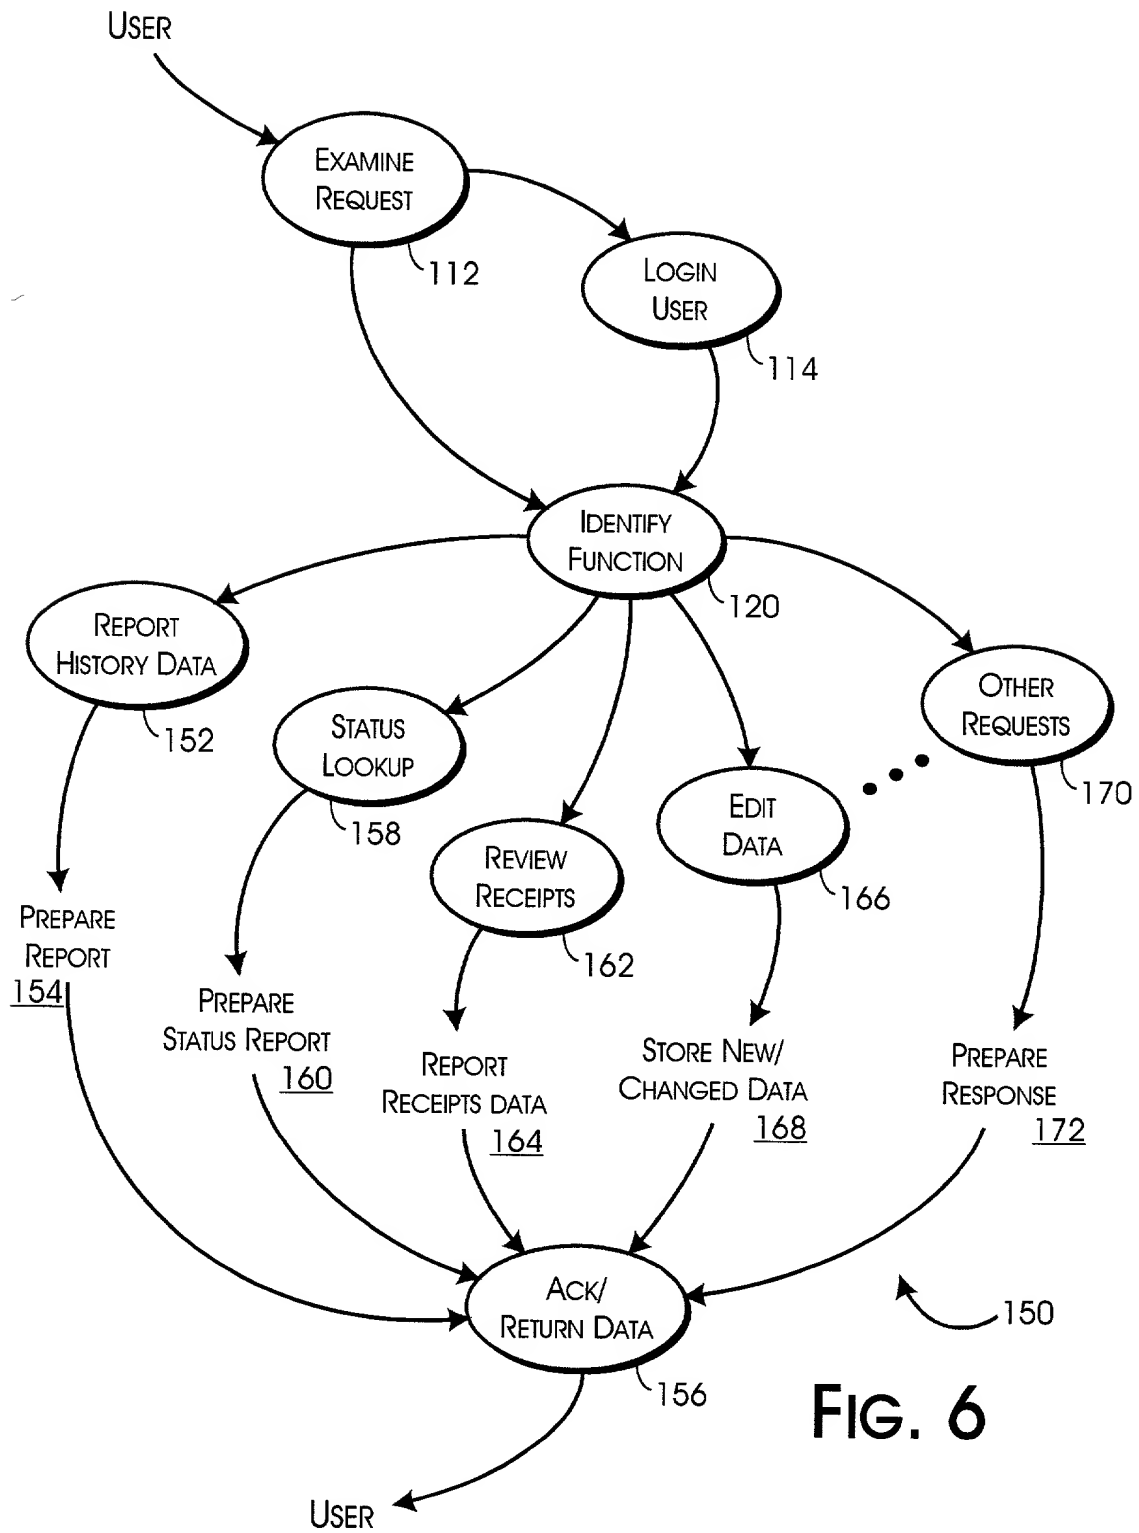 USER
EXAMINE
REQUEST
112
LOGIN
USER
114
IDENTIFY
FUNCTION
120
REPORT
HISTORY DATA
152
STATUS
LOOKUP
158
REVIEW
RECEIPTS
162
EDIT
DATA
166
OTHER
REQUESTS
170
PREPARE
REPORT
154
PREPARE
STATUS REPORT
160
REPORT
RECEIPTS DATA
164
STORE NEW/
CHANGED DATA
168
PREPARE
RESPONSE
172
ACK/
RETURN DATA
156
150
FIG. 6
USER